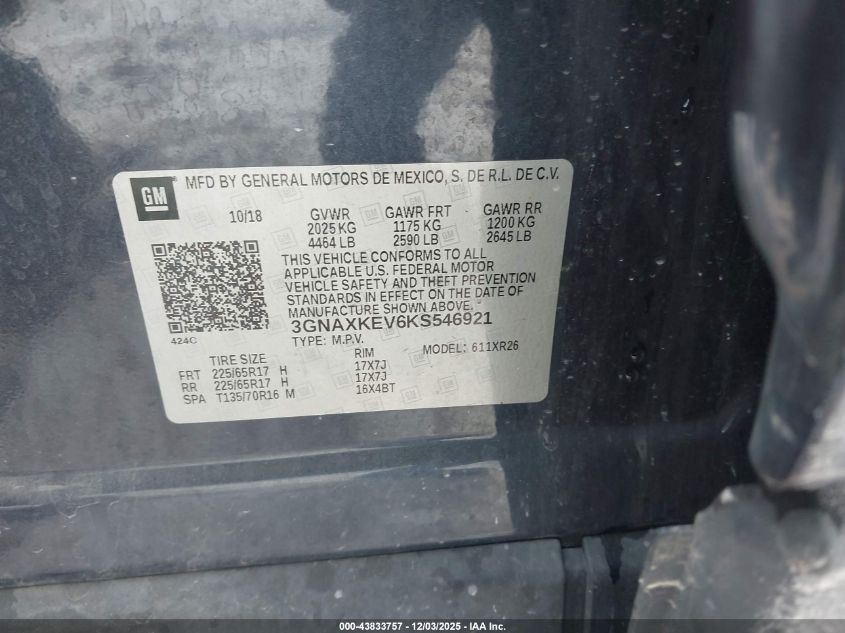 GM MFD BY GENERAL MOTORS DE MEXICO, S. DE R.L. DE C.V.
10/18 GVWR GAWR FRT GAWR RR
2025 KG 1175 KG 1200 KG
4464 LB 2590 LB 2645 LB
THIS VEHICLE CONFORMS TO ALL
APPLICABLE U.S. FEDERAL MOTOR
VEHICLE SAFETY AND THEFT PREVENTION
STANDARDS IN EFFECT ON THE DATE OF
MANUFACTURE SHOWN ABOVE.
424C 3GNAXKEV6KS546921
TYPE: M.P.V. MODEL: 611XR26
TIRE SIZE RIM
FRT 225/65R17 H 17X7J
RR 225/65R17 H 17X7J
SPA T135/70R16 M 16X4BT
000-43833757 - 12/03/2025 - IAA Inc.